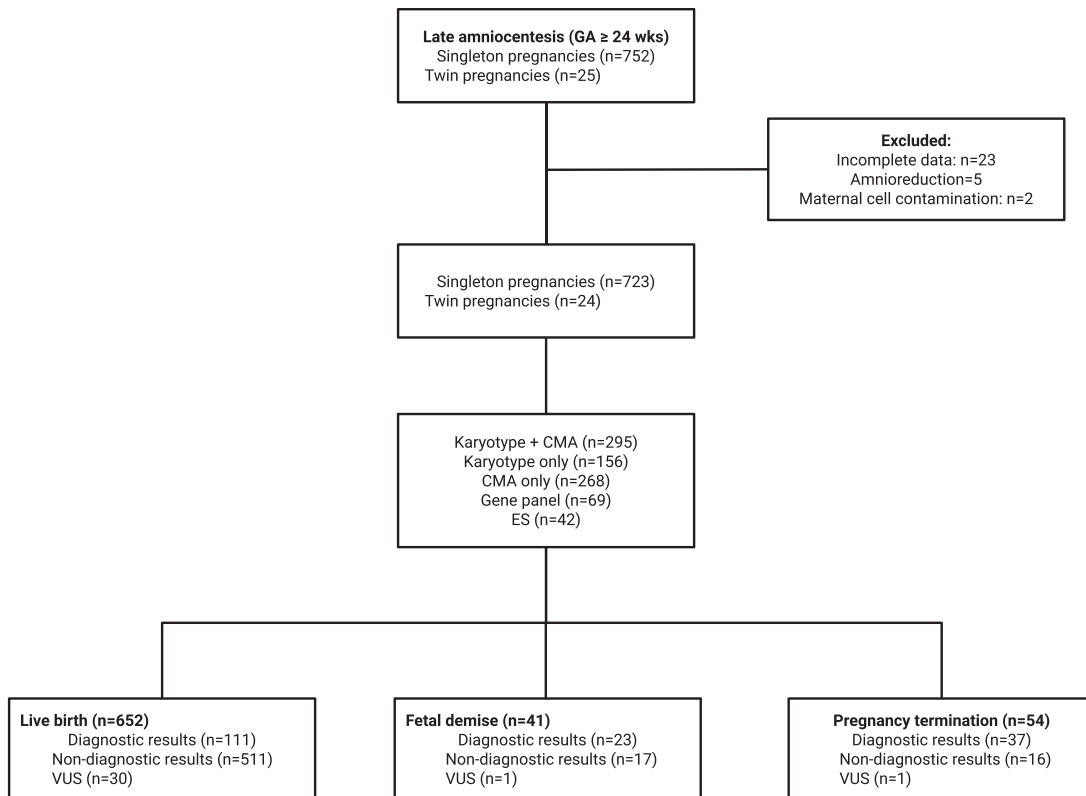 Late amniocentesis (GA ≥ 24 wks)
Singleton pregnancies (n=752)
Twin pregnancies (n=25)
Excluded:
Incomplete data: n=23
Amnioreduction=5
Maternal cell contamination: n=2
Singleton pregnancies (n=723)
Twin pregnancies (n=24)
Karyotype + CMA (n=295)
Karyotype only (n=156)
CMA only (n=268)
Gene panel (n=69)
ES (n=42)
Live birth (n=652)
Diagnostic results (n=111)
Non-diagnostic results (n=511)
VUS (n=30)
Fetal demise (n=41)
Diagnostic results (n=23)
Non-diagnostic results (n=17)
VUS (n=1)
Pregnancy termination (n=54)
Diagnostic results (n=37)
Non-diagnostic results (n=16)
VUS (n=1)